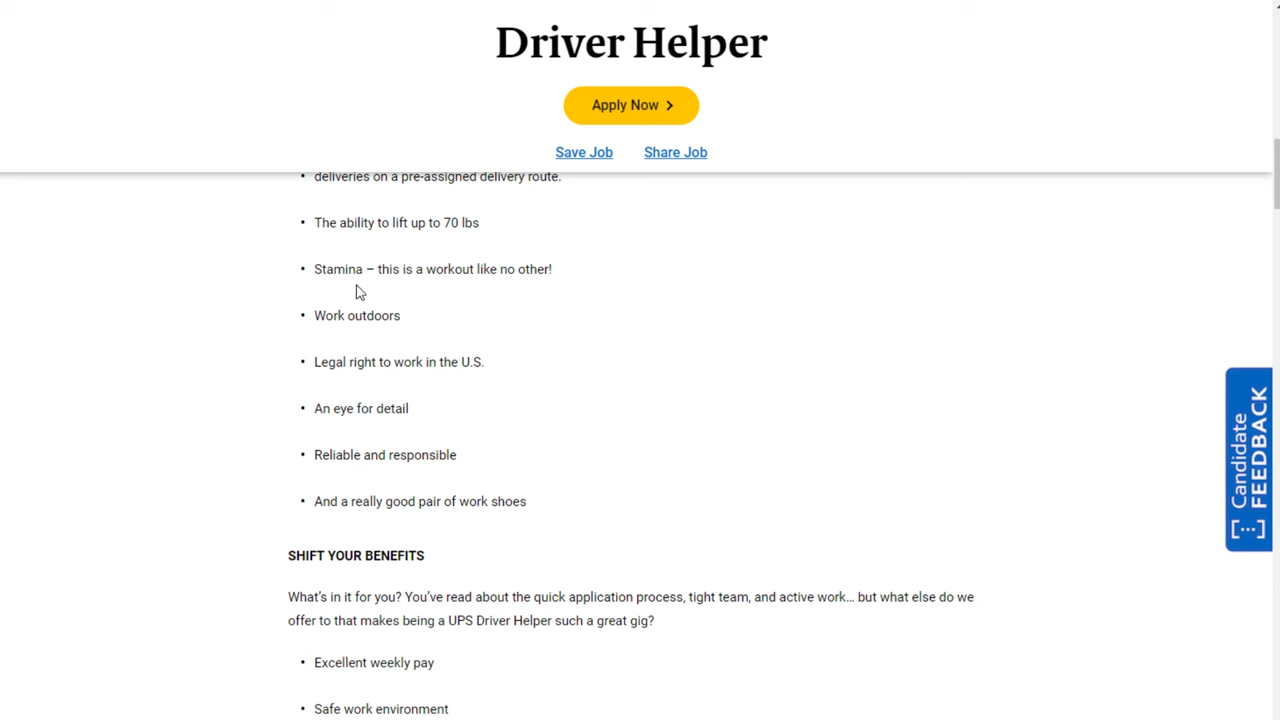 Driver Helper
Apply Now
Save Job
Share Job
• deliveries on a pre-assigned delivery route.
• The ability to lift up to 70 lbs
• Stamina – this is a workout like no other!
• Work outdoors
• Legal right to work in the U.S.
• An eye for detail
• Reliable and responsible
• And a really good pair of work shoes
Candidate
FEEDBACK
SHIFT YOUR BENEFITS
What's in it for you? You've read about the quick application process, tight team, and active work… but what else do we
offer to that makes being a UPS Driver Helper such a great gig?
• Excellent weekly pay
• Safe work environment